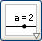 a = 2